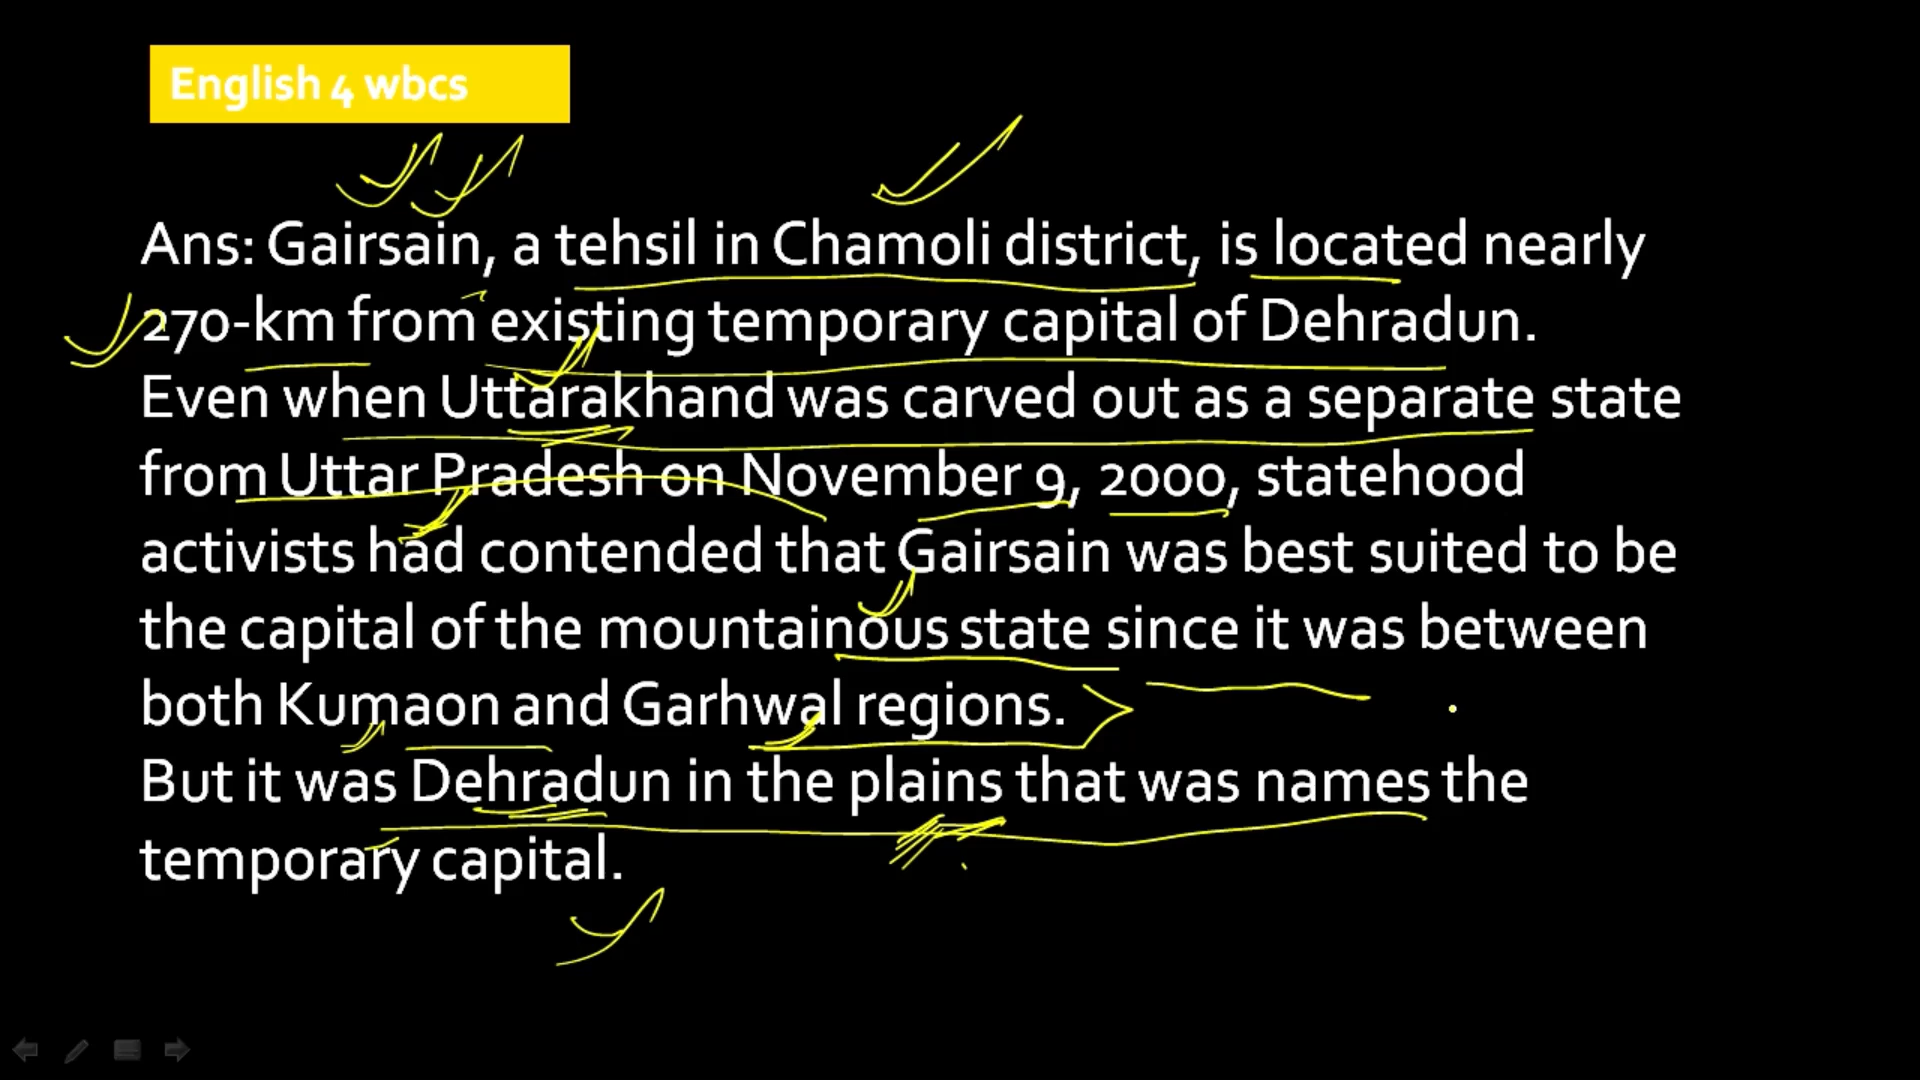 English 4 wbcs
Ans: Gairsain, a tehsil in Chamoli district, is located nearly
270-km from existing temporary capital of Dehradun.
Even when Uttarakhand was carved out as a separate state
from Uttar Pradesh on November 9, 2000, statehood
activists had contended that Gairsain was best suited to be
the capital of the mountainous state since it was between
both Kumaon and Garhwal regions.
But it was Dehradun in the plains that was names the
temporary capital.